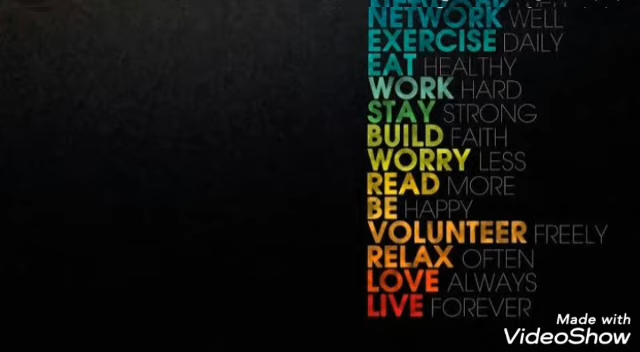 NETWORK WELL
EXERCISE DAILY
EAT HEALTHY
WORK HARD
STAY STRONG
BUILD FAITH
WORRY LESS
READ MORE
BE HAPPY
VOLUNTEER FREELY
RELAX OFTEN
LOVE ALWAYS
LIVE FOREVER
Made with
VideoShow